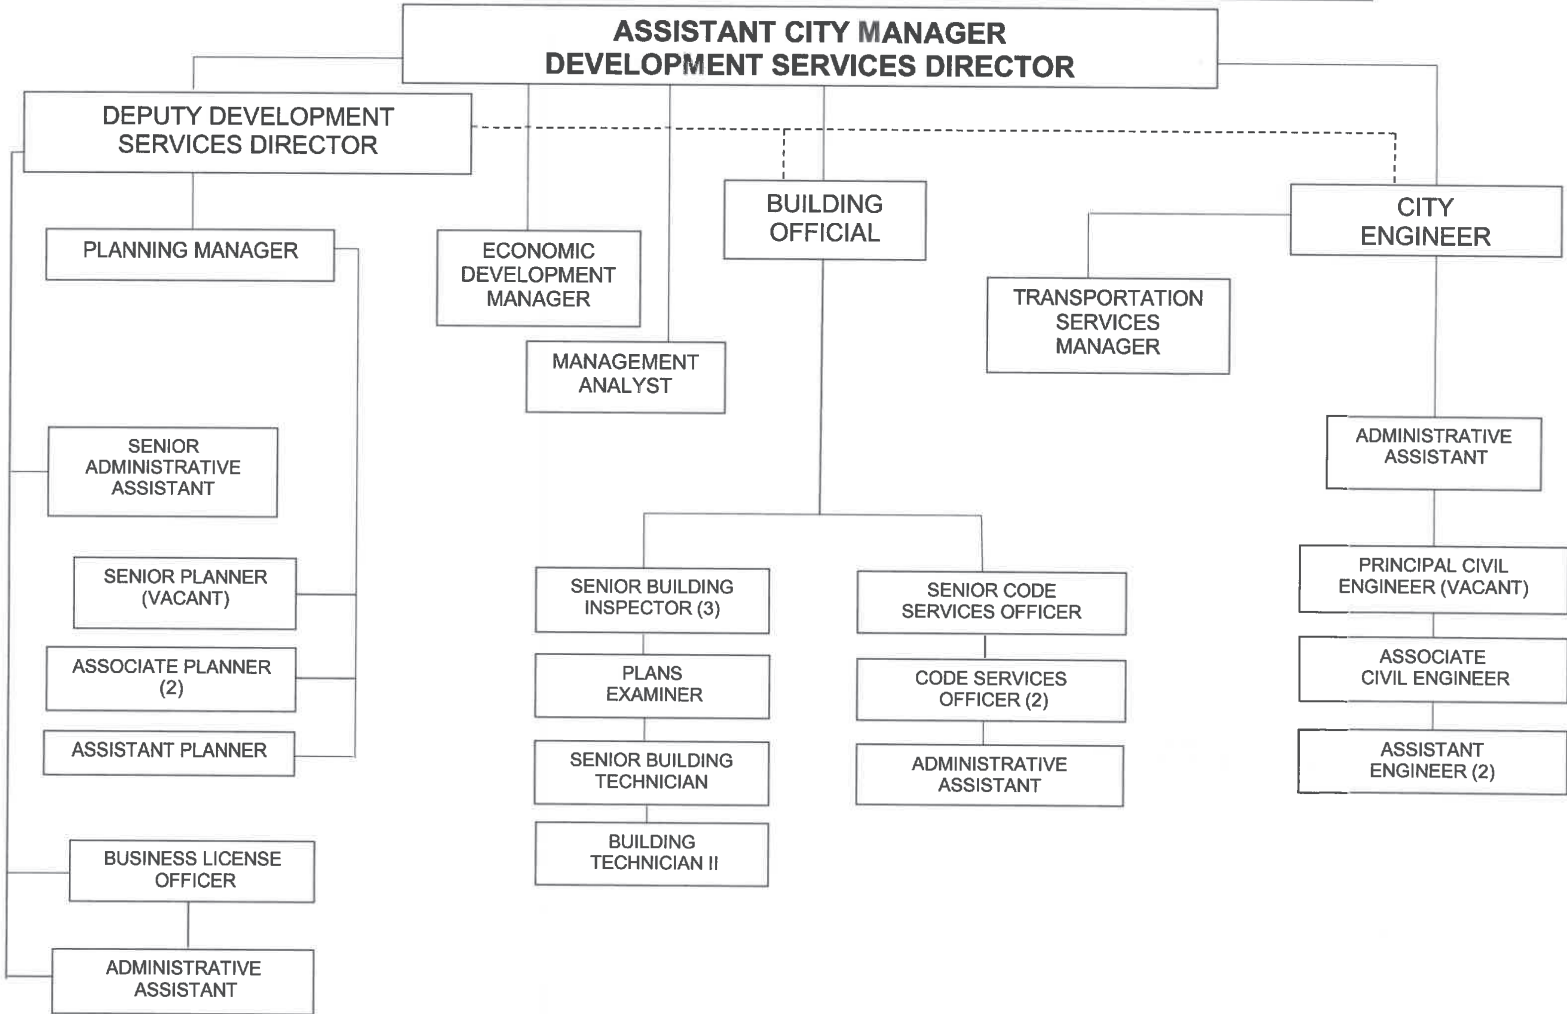 ASSISTANT CITY MANAGER
DEVELOPMENT SERVICES DIRECTOR
DEPUTY DEVELOPMENT
SERVICES DIRECTOR
BUILDING
OFFICIAL
CITY
ENGINEER
PLANNING MANAGER
ECONOMIC
DEVELOPMENT
MANAGER
TRANSPORTATION
SERVICES
MANAGER
MANAGEMENT
ANALYST
SENIOR
ADMINISTRATIVE
ASSISTANT
ADMINISTRATIVE
ASSISTANT
SENIOR PLANNER
(VACANT)
SENIOR BUILDING
INSPECTOR (3)
SENIOR CODE
SERVICES OFFICER
PRINCIPAL CIVIL
ENGINEER (VACANT)
ASSOCIATE PLANNER
(2)
PLANS
EXAMINER
CODE SERVICES
OFFICER (2)
ASSOCIATE
CIVIL ENGINEER
ASSISTANT PLANNER
SENIOR BUILDING
TECHNICIAN
ADMINISTRATIVE
ASSISTANT
ASSISTANT
ENGINEER (2)
BUILDING
TECHNICIAN II
BUSINESS LICENSE
OFFICER
ADMINISTRATIVE
ASSISTANT